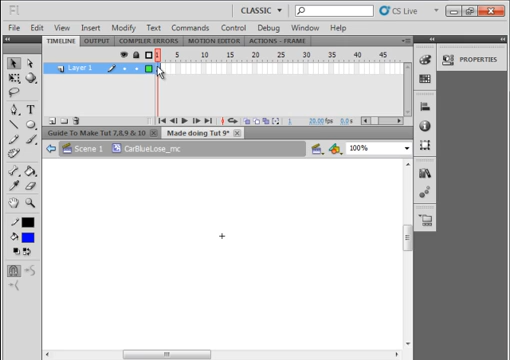 Fl CLASSIC CS Live
File Edit View Insert Modify Text Commands Control Debug Window Help
TIMELINE OUTPUT COMPILER ERRORS MOTION EDITOR ACTIONS - FRAME
PROPERTIES
1 5 10 15 20 25 30 35 40 45
Layer 1
1 20.00 fps 0.0 s
Guide To Make Tut 7,8,9 & 10 Made doing Tut 9*
Scene 1 CarBlueLose_mc 100%
T